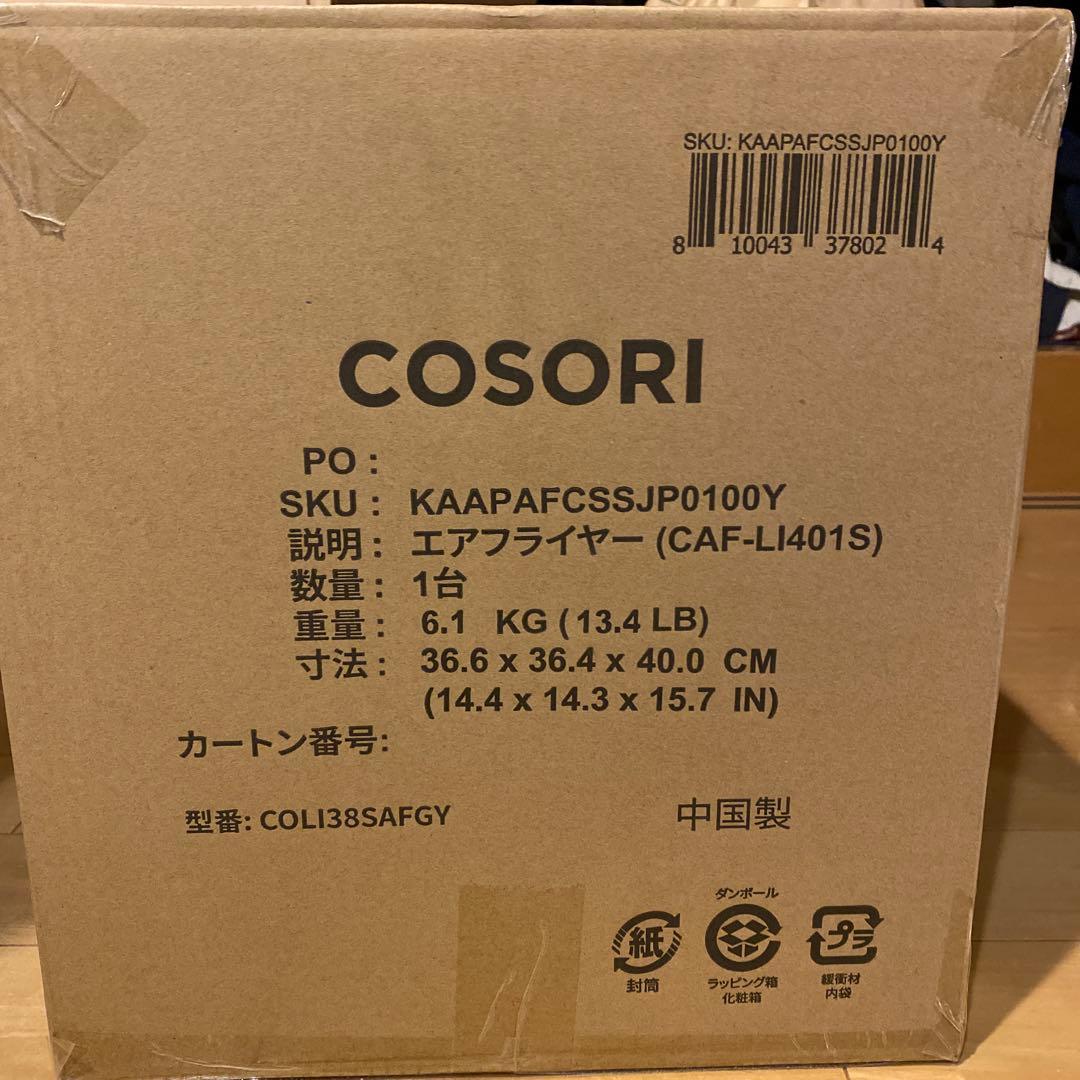 SKU: KAAPAFCSSJP0100Y
8 10043 37802 4
COSORI
PO :
SKU : KAAPAFCSSJP0100Y
説明 : エアフライヤー (CAF-LI401S)
数量 : 1台
重量 : 6.1 KG ( 13.4 LB)
寸法 : 36.6 x 36.4 x 40.0 CM
(14.4 x 14.3 x 15.7 IN)
カートン番号:
型番: COLI38SAFGY
中国製
紙
封筒
ダンボール
ラッピング箱
化粧箱
プラ
緩衝材
内袋